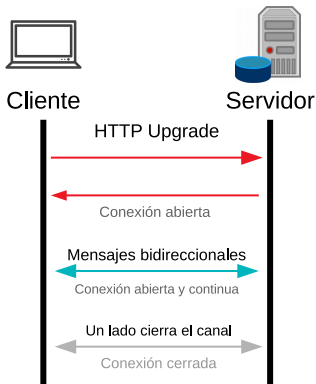 Cliente
Servidor
HTTP Upgrade
Conexión abierta
Mensajes bidireccionales
Conexión abierta y continua
Un lado cierra el canal
Conexión cerrada